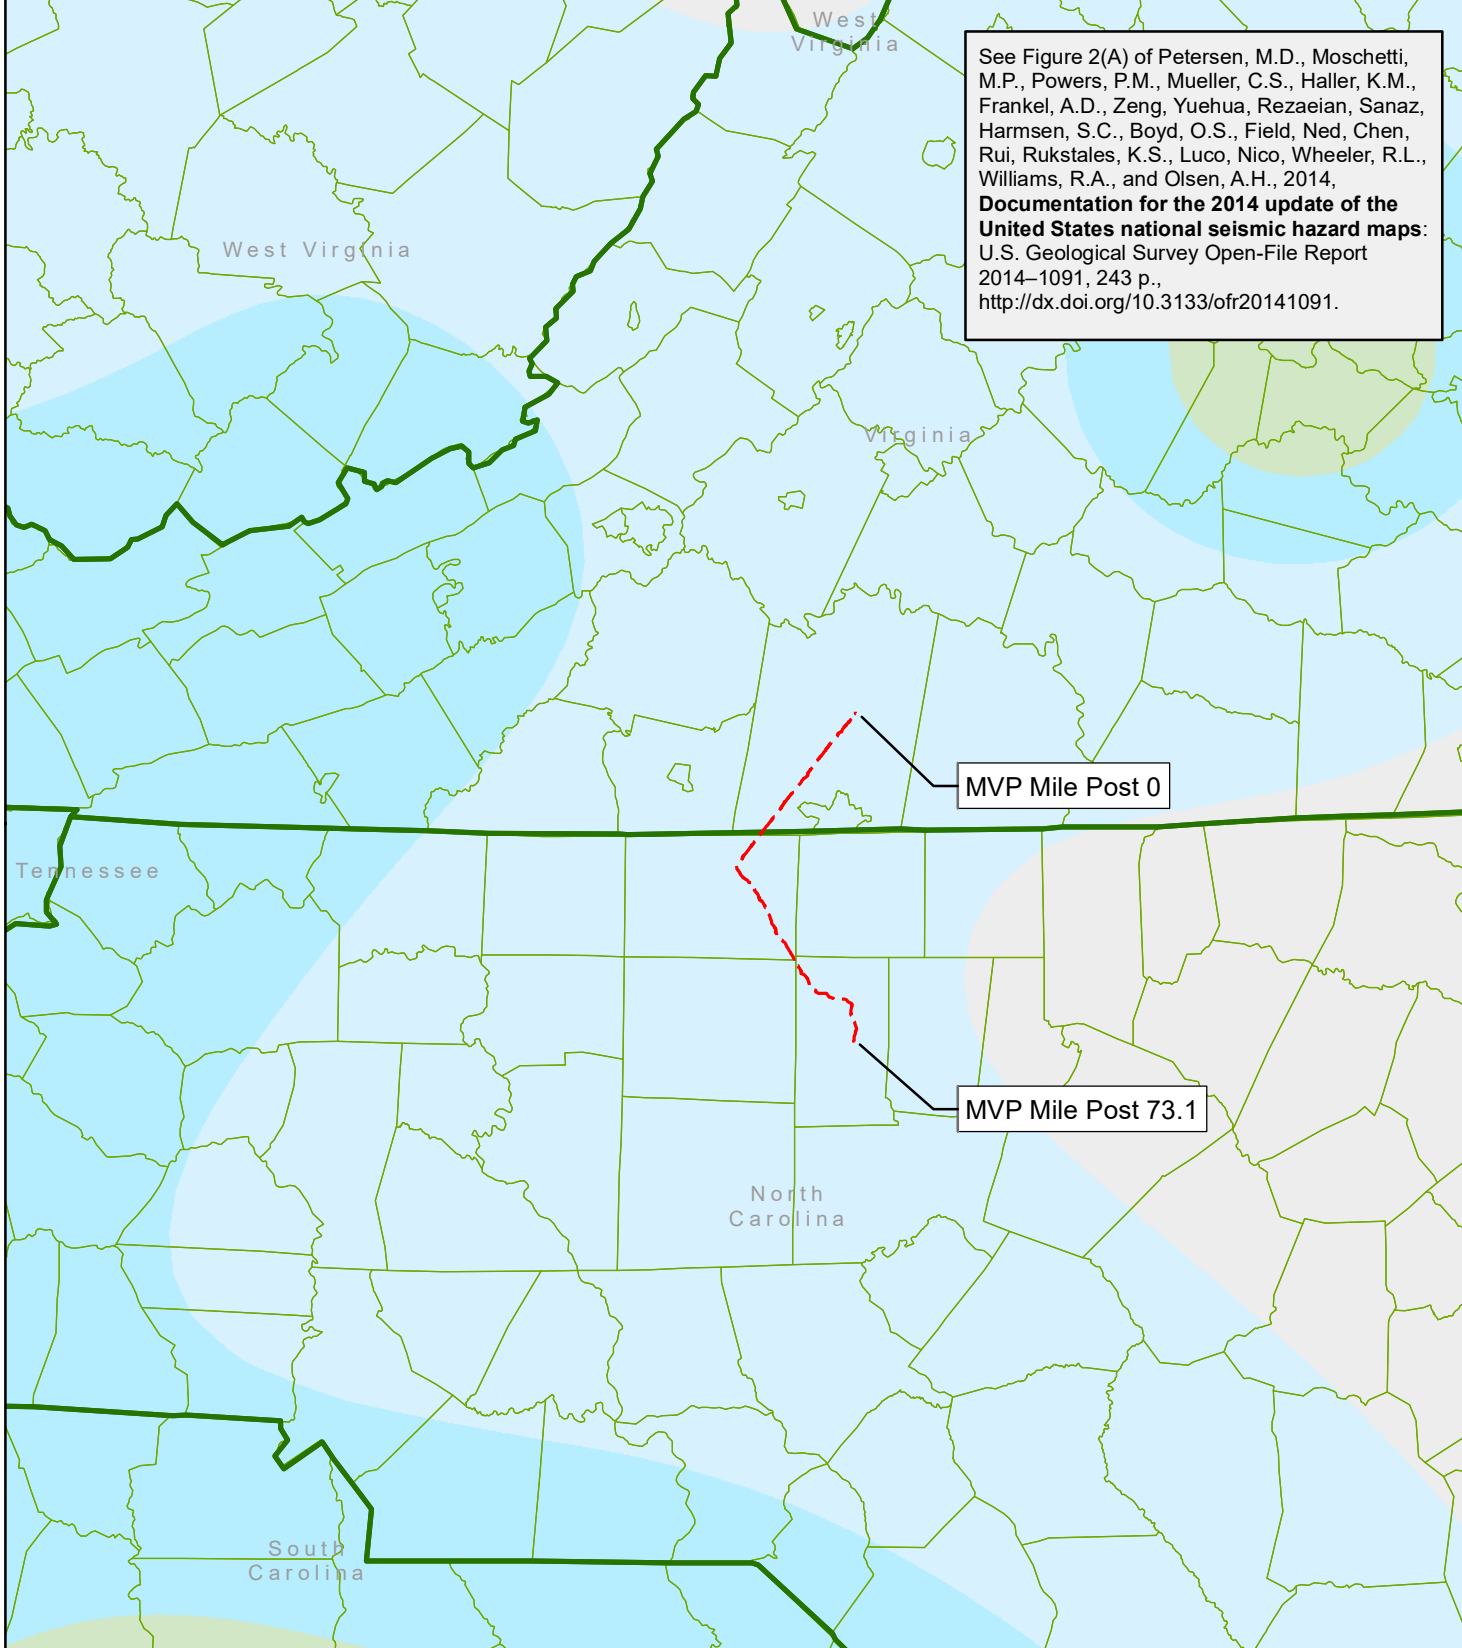 West
Virginia
See Figure 2(A) of Petersen, M.D., Moschetti,
M.P., Powers, P.M., Mueller, C.S., Haller, K.M.,
Frankel, A.D., Zeng, Yuehua, Rezaeian, Sanaz,
Harmsen, S.C., Boyd, O.S., Field, Ned, Chen,
Rui, Rukstales, K.S., Luco, Nico, Wheeler, R.L.,
Williams, R.A., and Olsen, A.H., 2014,
Documentation for the 2014 update of the
United States national seismic hazard maps:
U.S. Geological Survey Open-File Report
2014–1091, 243 p.,
http://dx.doi.org/10.3133/ofr20141091.
West Virginia
Virginia
MVP Mile Post 0
Tennessee
MVP Mile Post 73.1
North
Carolina
South
Carolina